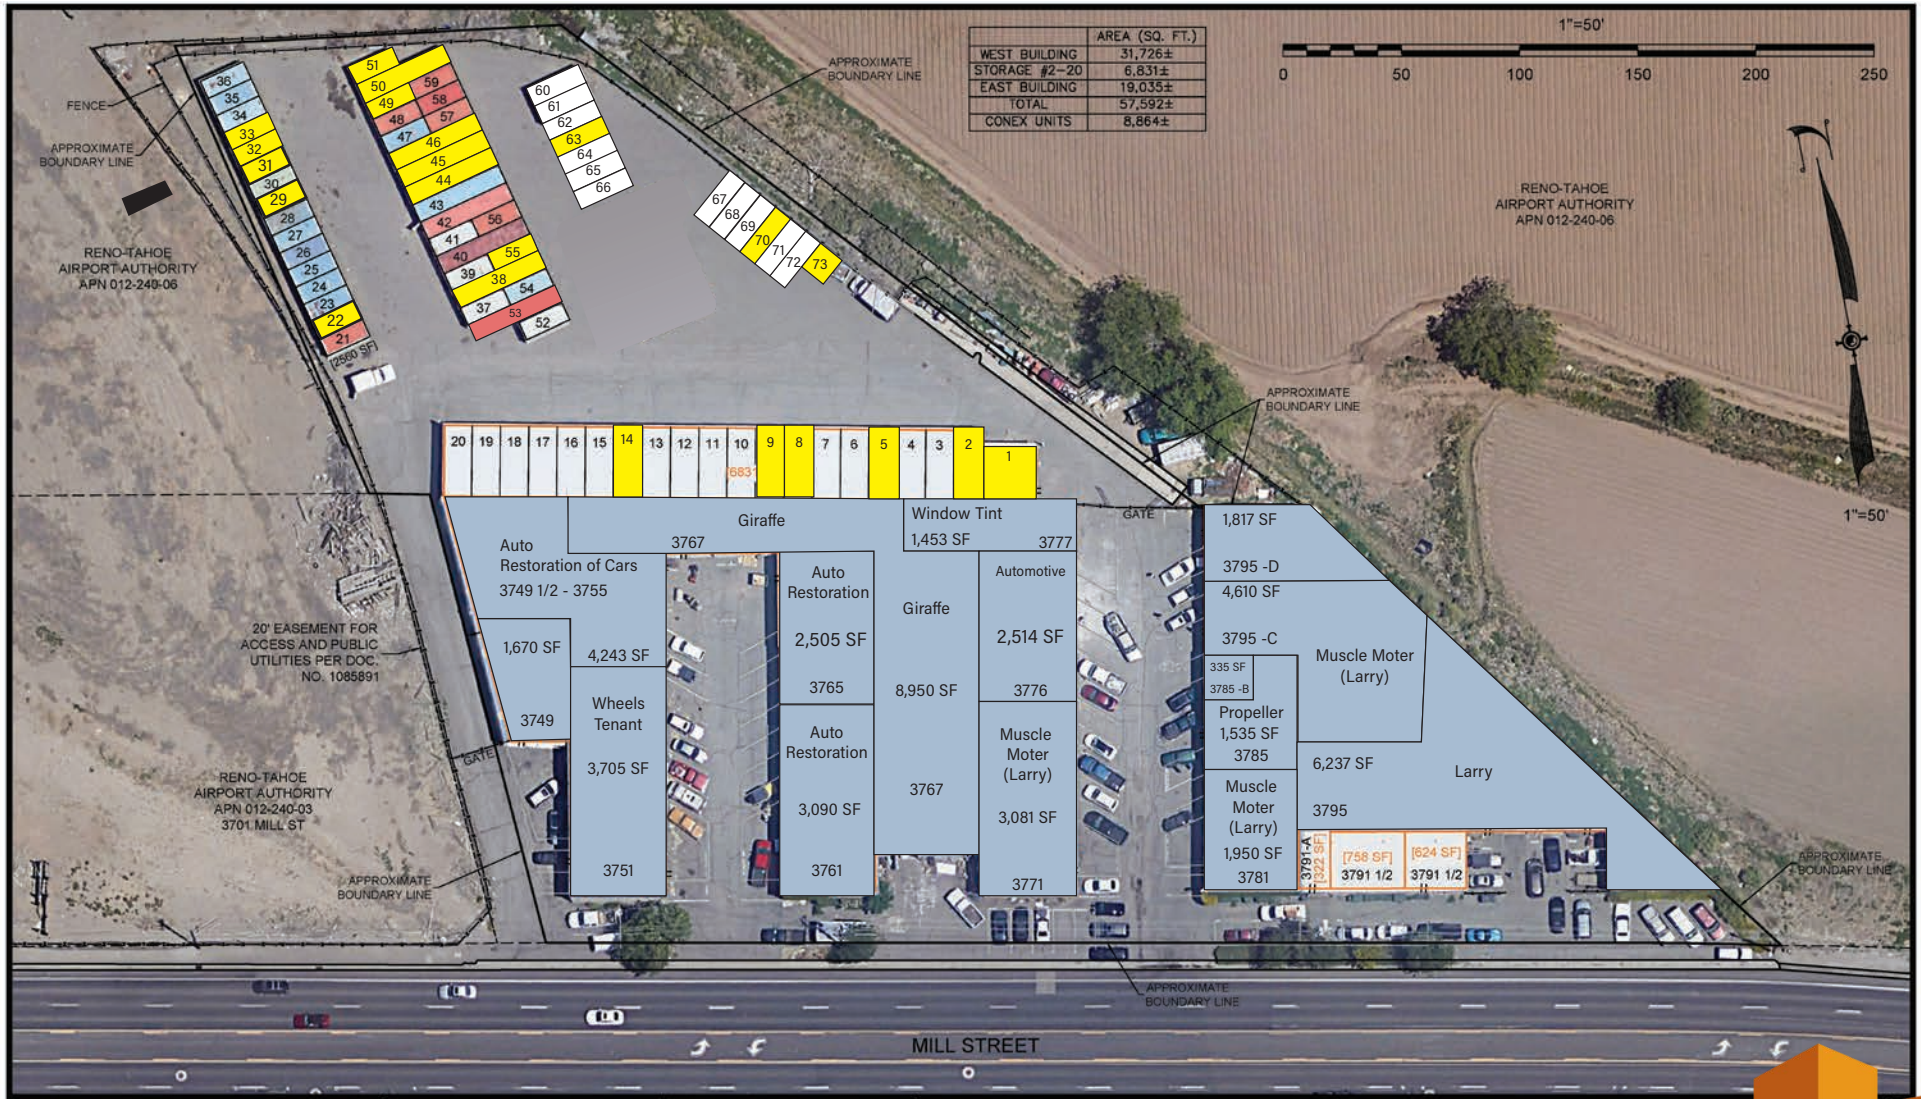 1"=50'
0 50 100 150 200 250
AREA (SQ. FT.)
WEST BUILDING 31,726±
STORAGE #2-20 6,831±
EAST BUILDING 19,035±
TOTAL 57,592±
CONEX UNITS 8,864±
APPROXIMATE
BOUNDARY LINE
FENCE
APPROXIMATE
BOUNDARY LINE
36
35
34
33
32
31
30
29
28
27
26
25
24
23
22
21
[2560 SF]
51
50
59
49
58
48
57
47
46
45
44
43
42
56
41
40
55
39
38
54
37
53
52
60
61
62
63
64
65
66
67
68
69
70
71
72
73
RENO-TAHOE
AIRPORT AUTHORITY
APN 012-240-06
RENO-TAHOE
AIRPORT AUTHORITY
APN 012-240-06
APPROXIMATE
BOUNDARY LINE
1"=50'
20 19 18 17 16 15 14 13 12 11 10 9 8 7 6 5 4 3 2 1
GATE
Giraffe
3767
Window Tint
1,453 SF
3777
Auto
Restoration of Cars
3749 1/2 - 3755
4,243 SF
1,670 SF
3749
Wheels
Tenant
3,705 SF
3751
Auto
Restoration
2,505 SF
3765
Auto
Restoration
3,090 SF
3761
Giraffe
8,950 SF
3767
Automotive
2,514 SF
3776
Muscle
Moter
(Larry)
3,081 SF
3771
1,817 SF
3795 -D
4,610 SF
3795 -C
Muscle Moter
(Larry)
335 SF
3785 -B
Propeller
1,535 SF
3785
Muscle
Moter
(Larry)
1,950 SF
3781
6,237 SF
Larry
3795
3791-A
[322 SF]
[758 SF]
3791 1/2
[624 SF]
3791 1/2
20' EASEMENT FOR
ACCESS AND PUBLIC
UTILITIES PER DOC.
NO. 1085891
GATE
RENO-TAHOE
AIRPORT AUTHORITY
APN 012-240-03
3701 MILL ST
APPROXIMATE
BOUNDARY LINE
APPROXIMATE
BOUNDARY LINE
APPROXIMATE
BOUNDARY LINE
MILL STREET